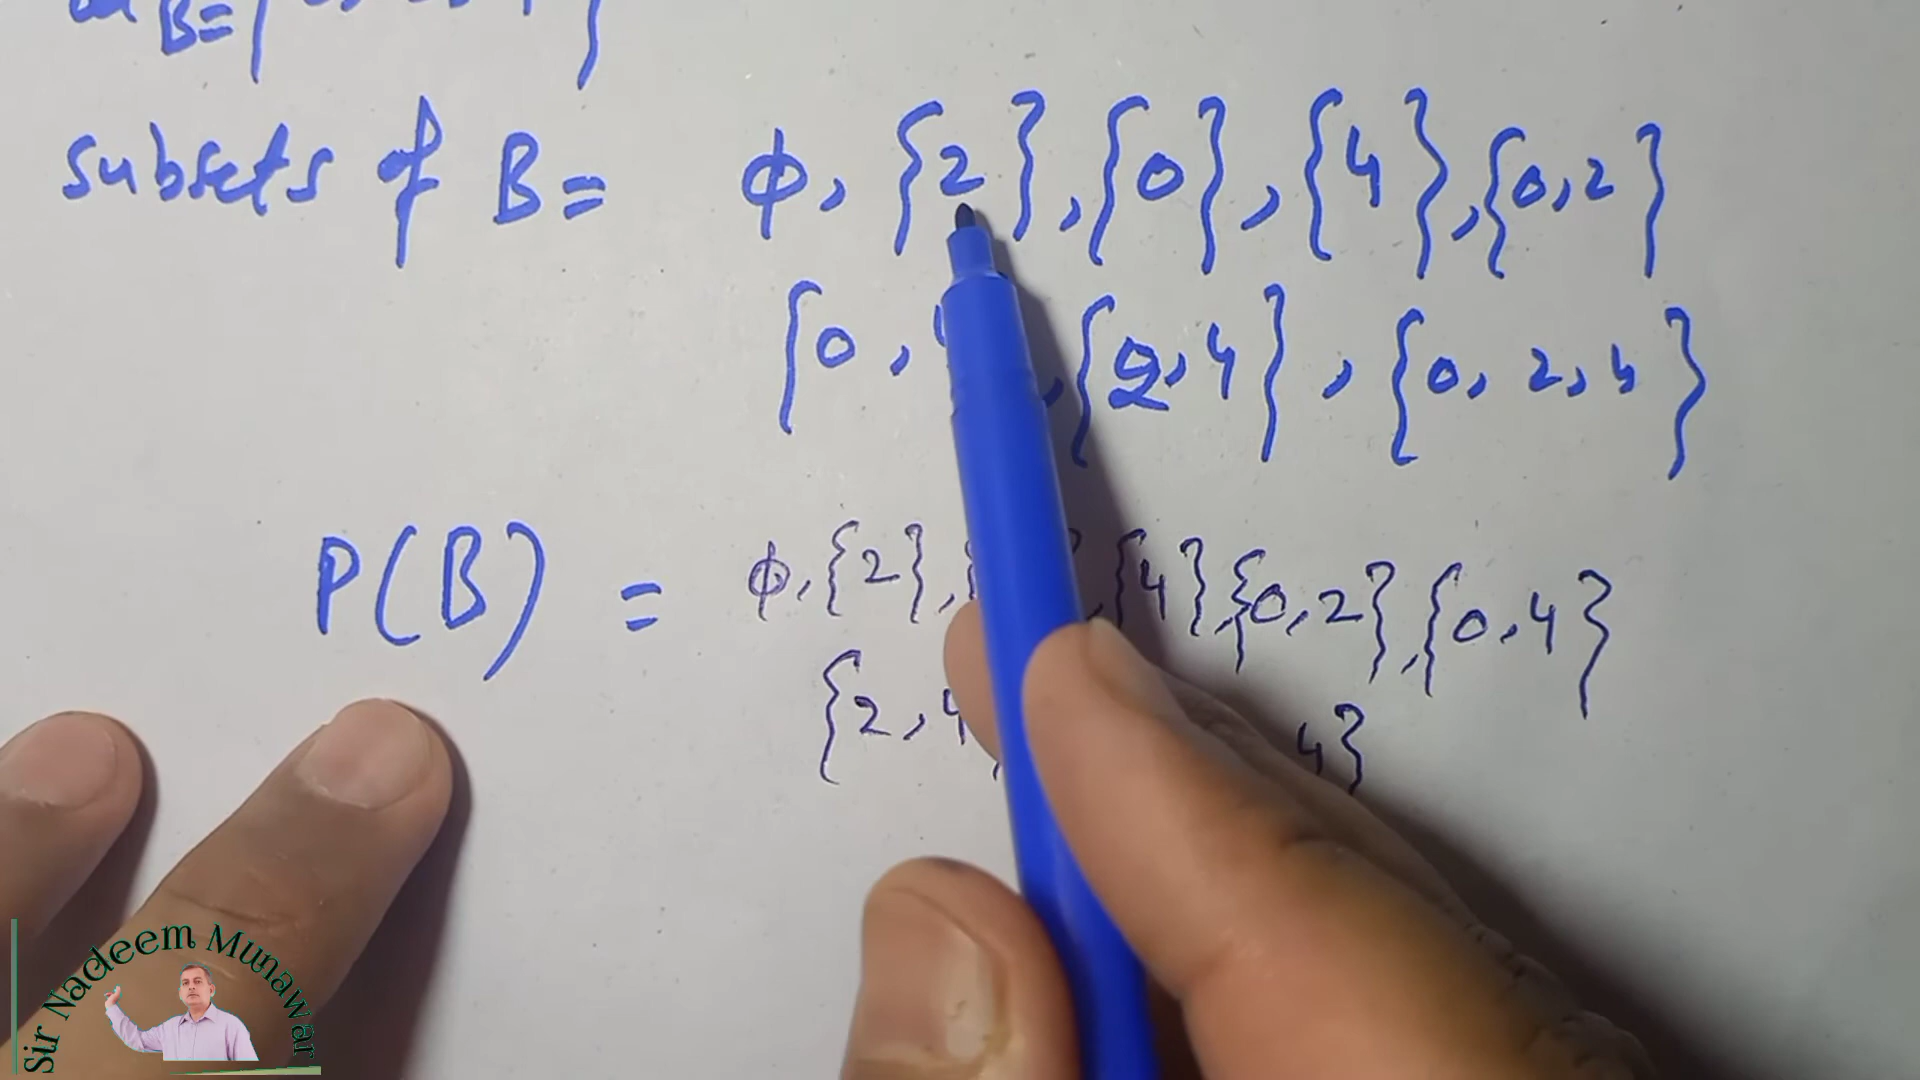 B=
subsets of B= φ, {2}, {0}, {4}, {0,2}
{0, ,{2,4}, {0, 2, 4}
P(B) = φ, {2}, ,{4}, {0,2}, {0,4}
{2,4 4}
Sir Nadeem Munawar